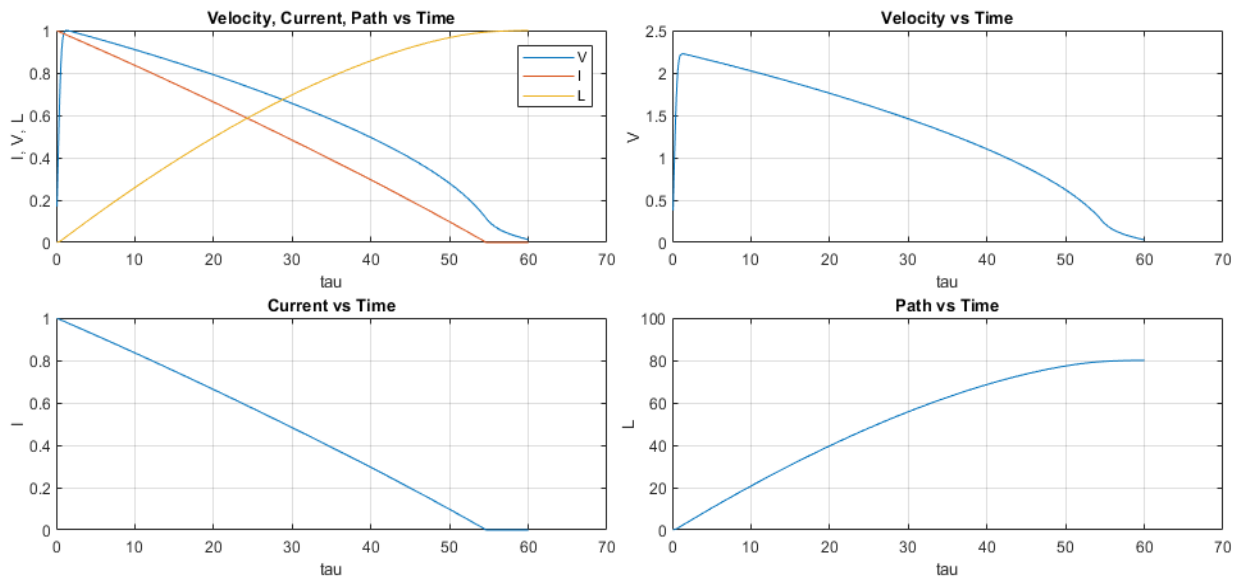 Velocity, Current, Path vs Time
I, V, L
1
0.8
0.6
0.4
0.2
0
0 10 20 30 40 50 60 70
tau
V
I
L
Velocity vs Time
V
2.5
2
1.5
1
0.5
0
0 10 20 30 40 50 60 70
tau
Current vs Time
I
1
0.8
0.6
0.4
0.2
0
0 10 20 30 40 50 60 70
tau
Path vs Time
L
100
80
60
40
20
0
0 10 20 30 40 50 60 70
tau